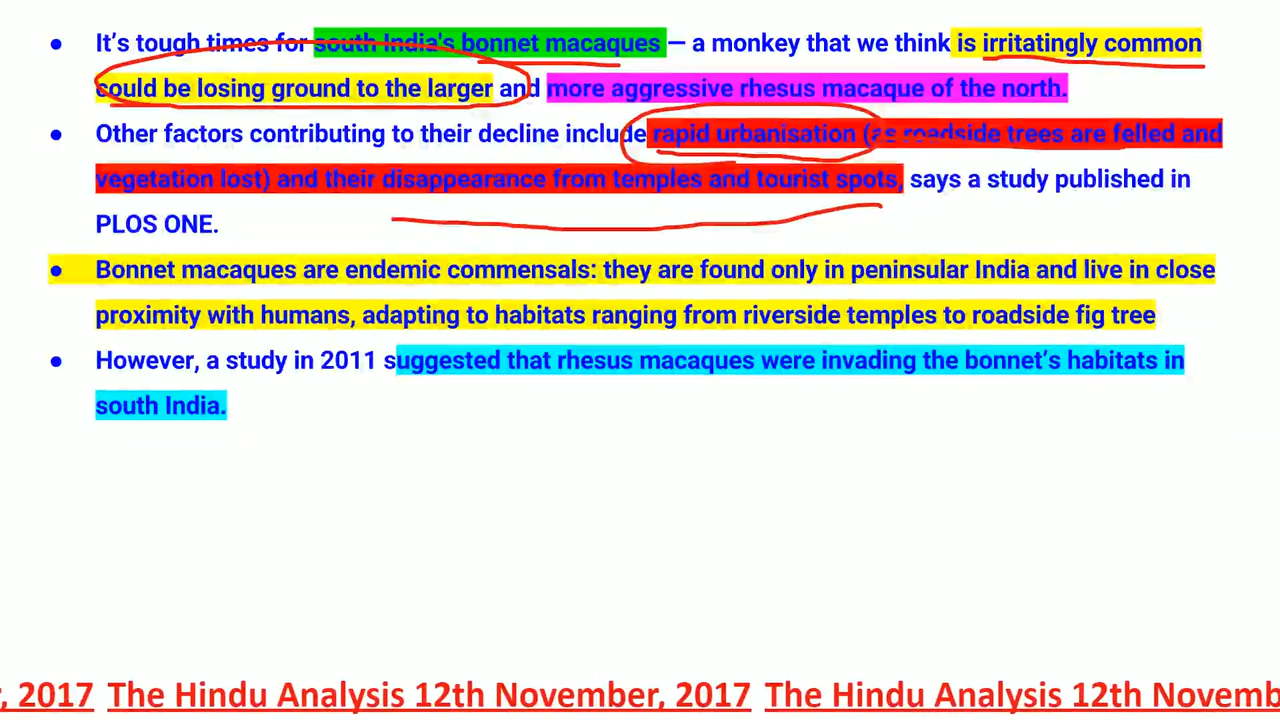 ● It's tough times for south India's bonnet macaques — a monkey that we think is irritatingly common
could be losing ground to the larger and more aggressive rhesus macaque of the north.
● Other factors contributing to their decline include rapid urbanisation (as roadside trees are felled and
vegetation lost) and their disappearance from temples and tourist spots, says a study published in
PLOS ONE.
● Bonnet macaques are endemic commensals: they are found only in peninsular India and live in close
proximity with humans, adapting to habitats ranging from riverside temples to roadside fig tree
● However, a study in 2011 suggested that rhesus macaques were invading the bonnet's habitats in
south India.
r, 2017 The Hindu Analysis 12th November, 2017 The Hindu Analysis 12th Novemb